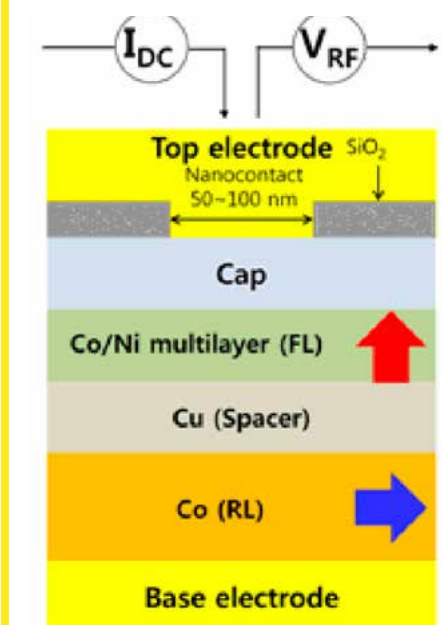 I_DC V_RF
Top electrode SiO₂
Nanocontact
50~100 nm
Cap
Co/Ni multilayer (FL)
Cu (Spacer)
Co (RL)
Base electrode